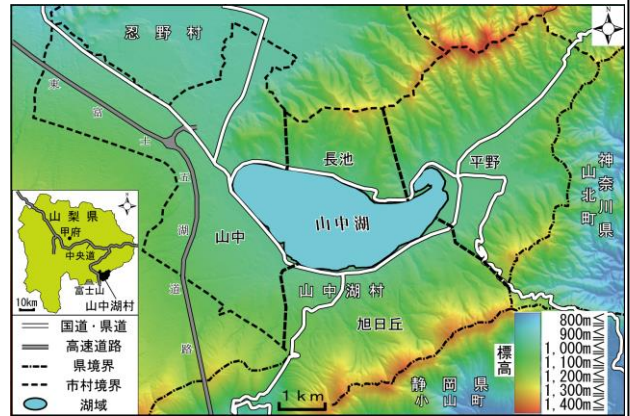 忍野村
N
東富士五湖道路
長池
平野
神奈川県
山北町
山中湖
山中
山中湖村
旭日丘
静岡県
小山町
1km
山梨県
甲府
中央道
富士山
山中湖村
10km
国道・県道
高速道路
県境界
市村境界
湖域
標高
800m
900m
1,000m
1,100m
1,200m
1,300m
1,400m